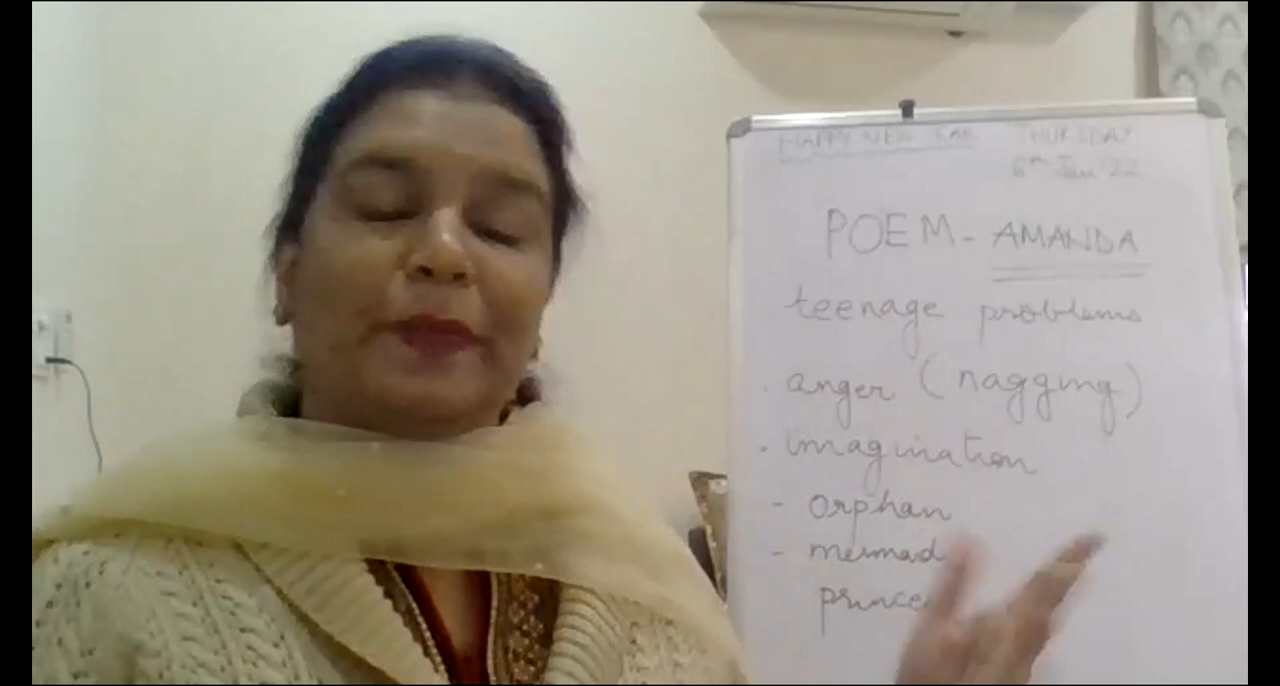 HAPPY NEW YEAR THURSDAY
6th Jan '22
POEM - AMANDA
teenage problems
. anger (nagging)
. imagination
- orphan
- mermaid